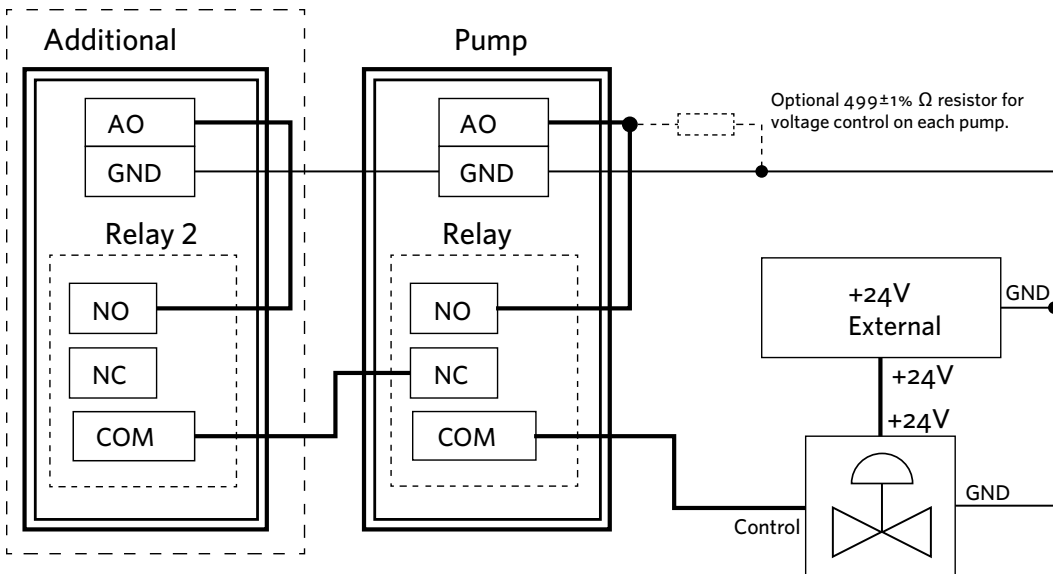 Additional
Pump
AO
GND
AO
GND
Optional 499±1% Ω resistor for
voltage control on each pump.
Relay 2
NO
NC
COM
Relay
NO
NC
COM
+24V
External
GND
+24V
+24V
GND
Control